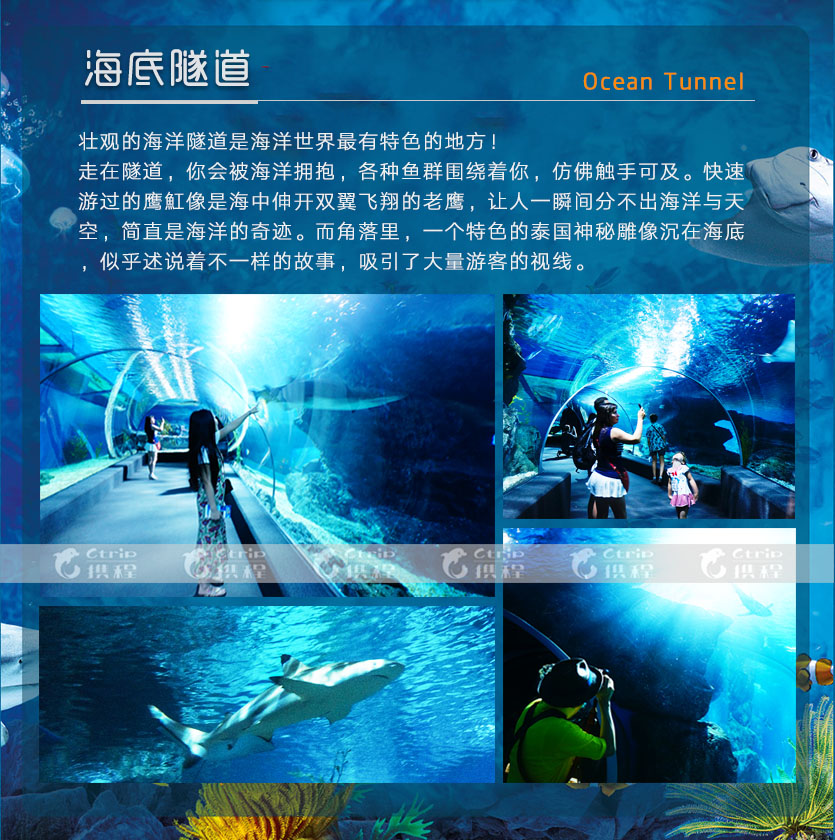 海底隧道
Ocean Tunnel
壮观的海洋隧道是海洋世界最有特色的地方！
走在隧道，你会被海洋拥抱，各种鱼群围绕着你，仿佛触手可及。快速
游过的鹰魟像是海中伸开双翼飞翔的老鹰，让人一瞬间分不出海洋与天
空，简直是海洋的奇迹。而角落里，一个特色的泰国神秘雕像沉在海底
，似乎述说着不一样的故事，吸引了大量游客的视线。
Ctrip Ctrip Ctrip Ctrip Ctrip Ctrip
携程 携程 携程 携程 携程 携程